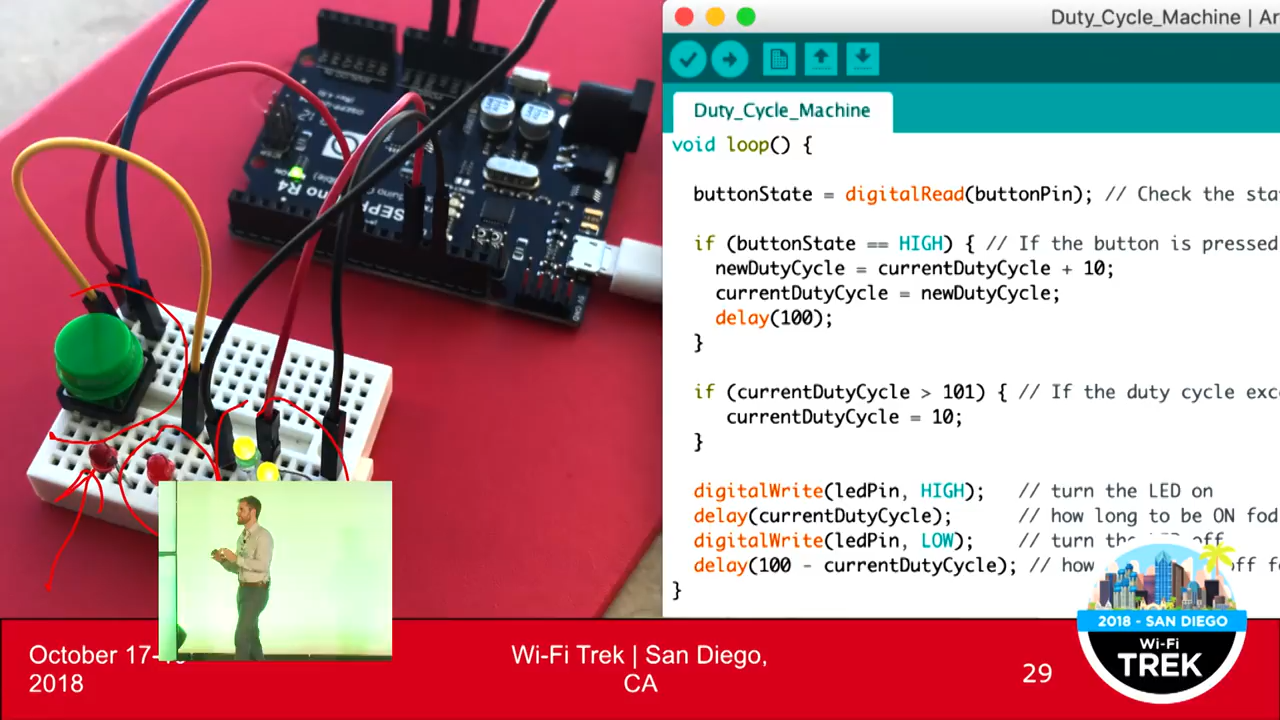 Duty_Cycle_Machine | Ar
Duty_Cycle_Machine
void loop() {
buttonState = digitalRead(buttonPin); // Check the sta
if (buttonState == HIGH) { // If the button is pressed
newDutyCycle = currentDutyCycle + 10;
currentDutyCycle = newDutyCycle;
delay(100);
}
if (currentDutyCycle > 101) { // If the duty cycle exc
currentDutyCycle = 10;
}
digitalWrite(ledPin, HIGH); // turn the LED on
delay(currentDutyCycle); // how long to be ON fod
digitalWrite(ledPin, LOW); // turn the off
delay(100 - currentDutyCycle); // how off fo
}
October 17-
2018
Wi-Fi Trek | San Diego,
CA
29
2018 - SAN DIEGO
Wi-Fi
TREK